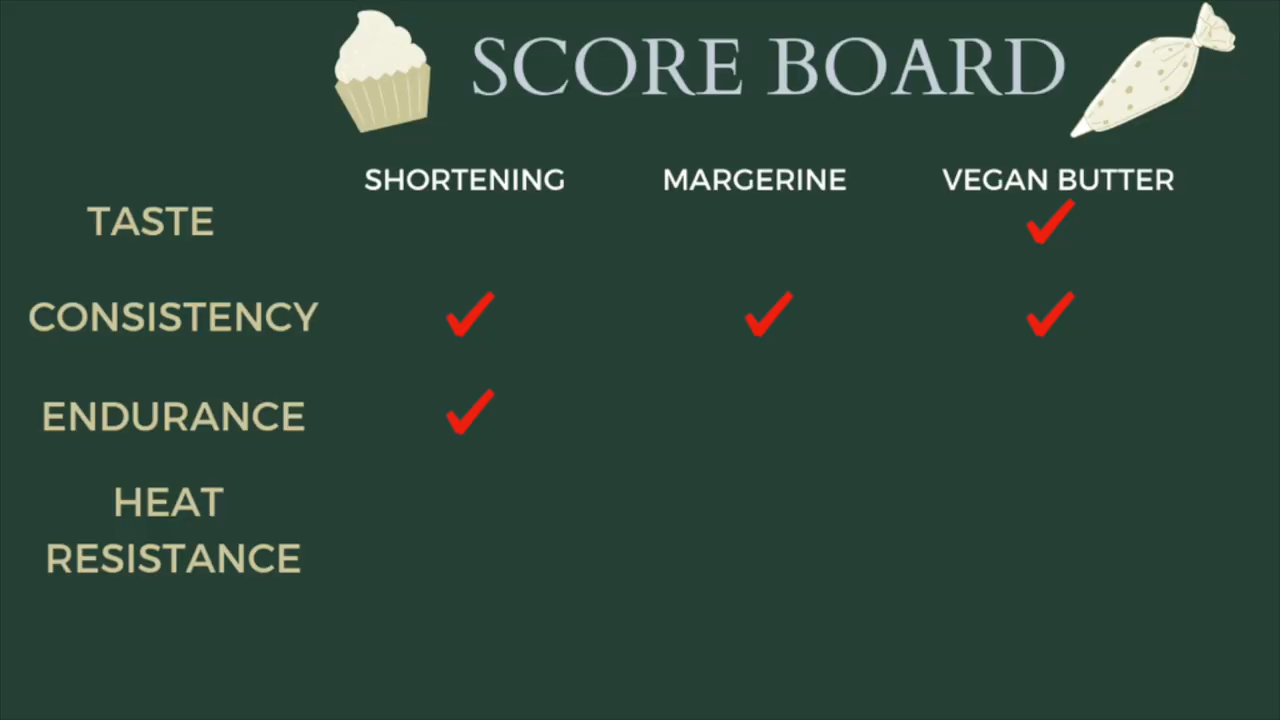 SCORE BOARD
SHORTENING MARGERINE VEGAN BUTTER
TASTE
CONSISTENCY
ENDURANCE
HEAT
RESISTANCE